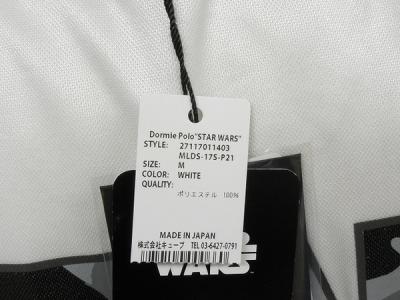 Dormie Polo"STAR WARS"
STYLE: 27117011403
MLDS-17S-P21
SIZE: M
COLOR: WHITE
QUALITY:
ポリエステル 100%
MADE IN JAPAN
株式会社キューブ TEL 03-6427-0791
WARS